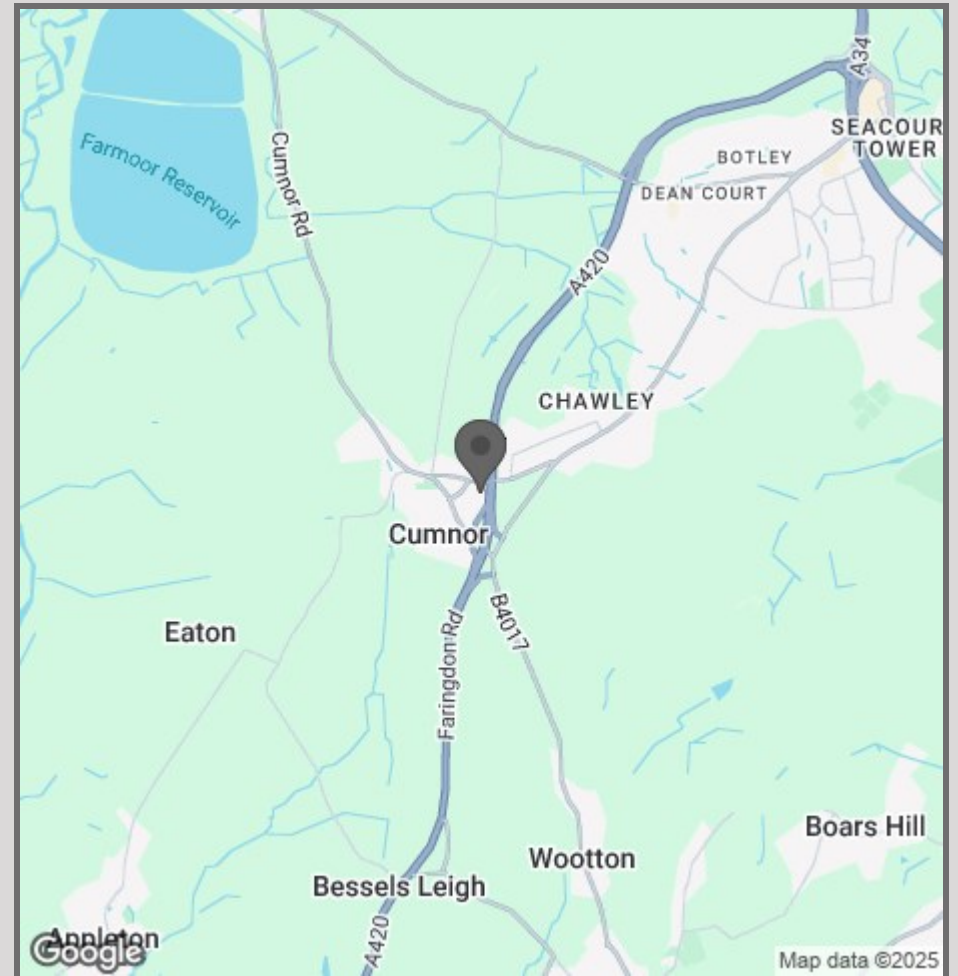 A34
SEACOUR
TOWER
BOTLEY
DEAN COURT
Farmoor Reservoir
Cumnor Rd
A420
CHAWLEY
Cumnor
B4017
Eaton
Faringdon Rd
Boars Hill
Wootton
Bessels Leigh
A420
Appleton
Google
Map data ©2025